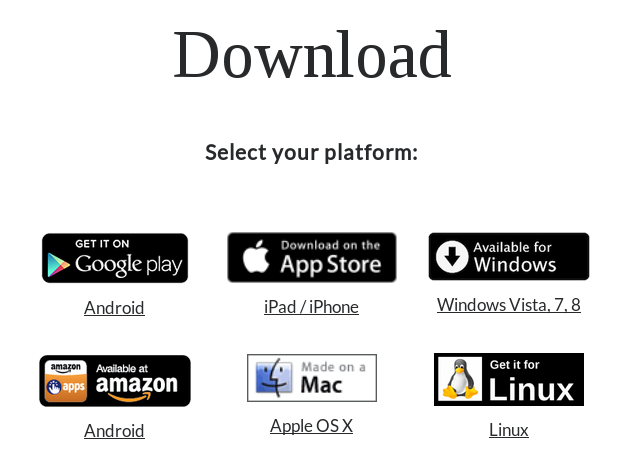 Download
Select your platform:
GET IT ON
Google play
Android
Download on the
App Store
iPad / iPhone
Available for
Windows
Windows Vista, 7, 8
amazon
apps
Available at
amazon
Android
Made on a
Mac
Apple OS X
Get it for
Linux
Linux